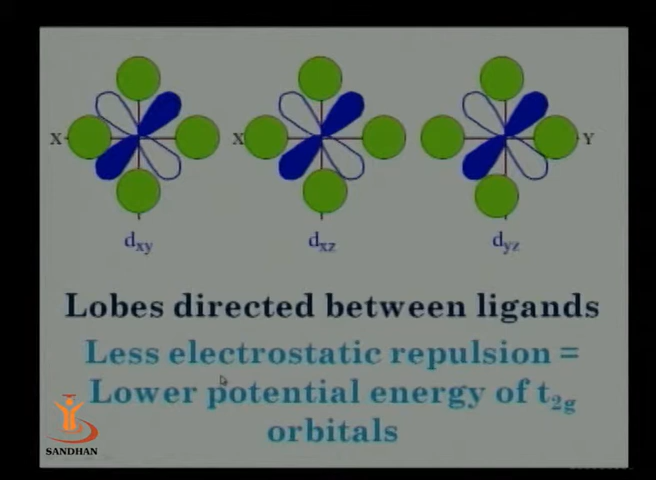 X
X
Y
dxy
dxz
dyz
Lobes directed between ligands
Less electrostatic repulsion =
Lower potential energy of t2g
orbitals
SANDHAN